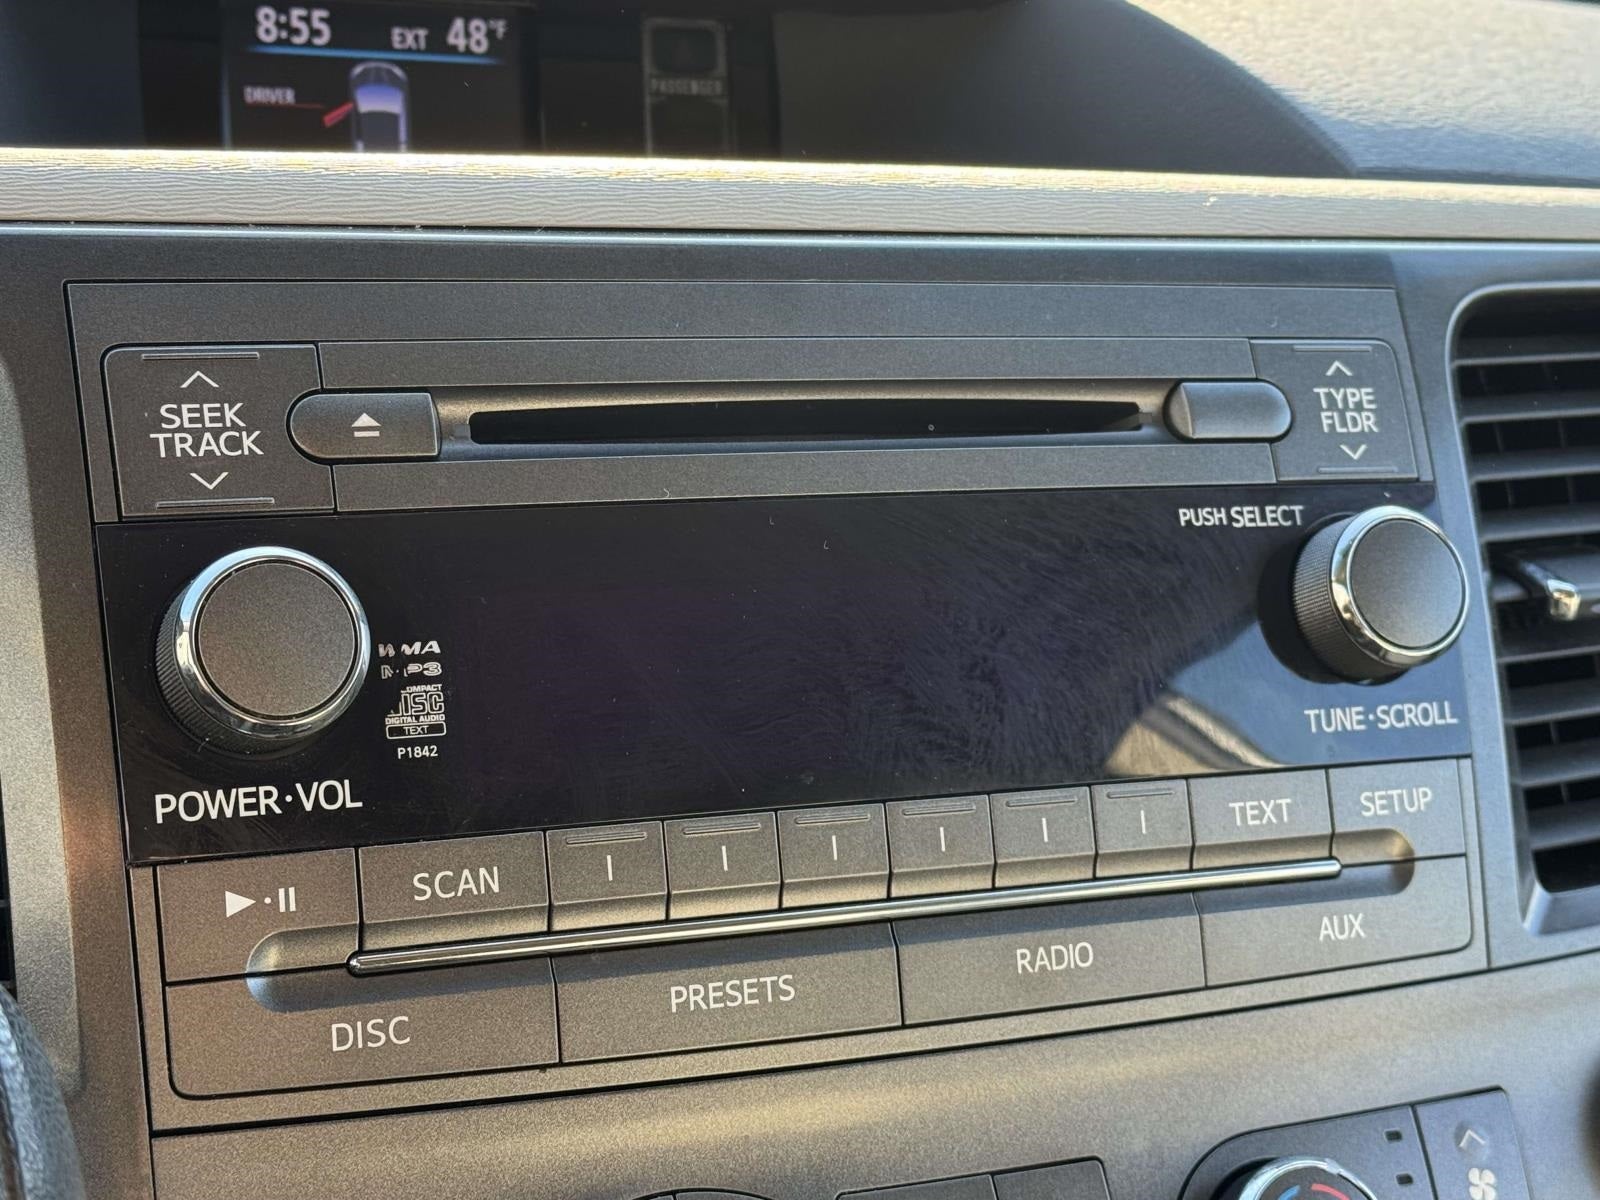 8:55
EXT 48°F
DRIVER
PASSENGER
SEEK
TRACK
TYPE
FLDR
PUSH SELECT
WMA
MP3
COMPACT
DISC
DIGITAL AUDIO
TEXT
P1842
TUNE·SCROLL
POWER·VOL
SCAN
TEXT
SETUP
DISC
PRESETS
RADIO
AUX